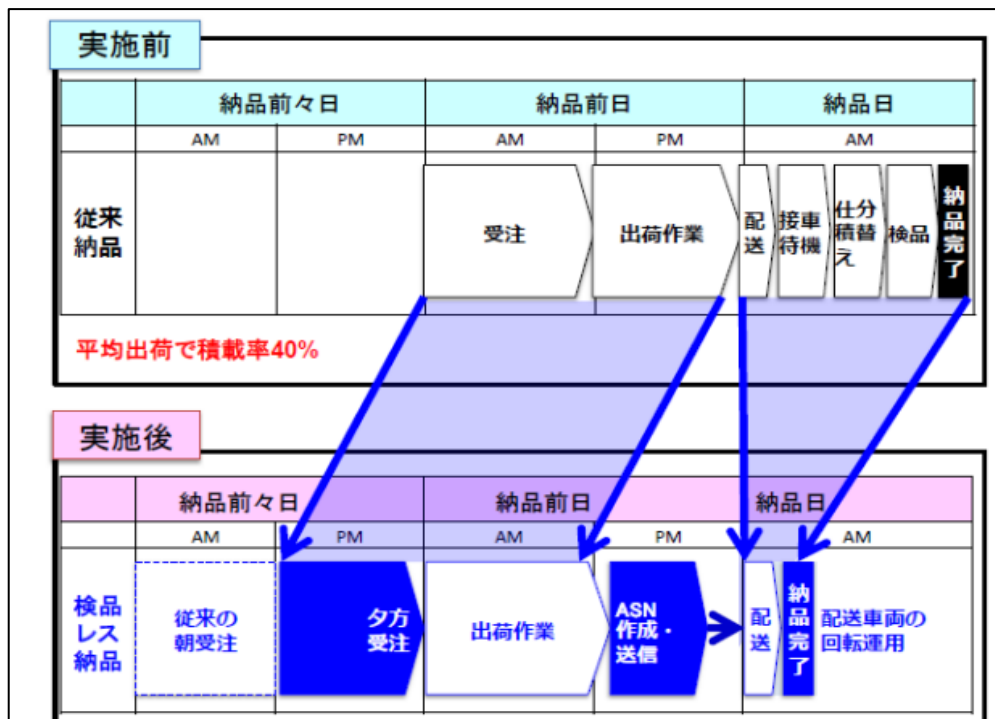 実施前
納品前々日
納品前日
納品日
AM
PM
AM
PM
AM
従来
納品
受注
出荷作業
配
送
接車
待機
仕分
積替
え
検品
納
品
完
了
平均出荷で積載率40%
実施後
納品前々日
納品前日
納品日
AM
PM
AM
PM
AM
検品
レス
納品
従来の
朝受注
夕方
受注
出荷作業
ASN
作成・
送信
配
送
納
品
完
了
配送車両の
回転運用